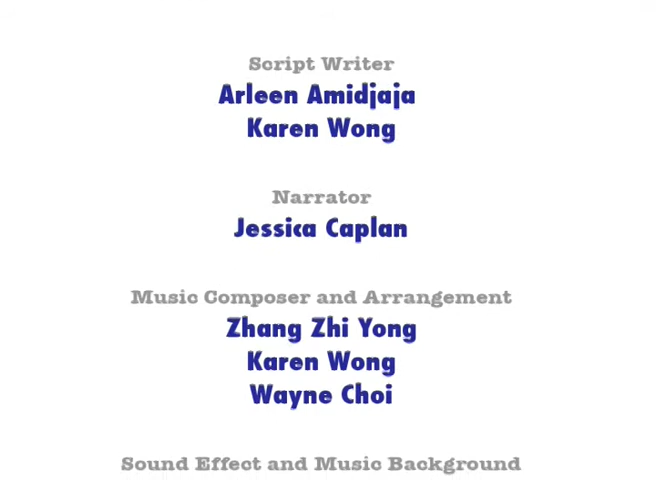 Script Writer
Arleen Amidjaja
Karen Wong
Narrator
Jessica Caplan
Music Composer and Arrangement
Zhang Zhi Yong
Karen Wong
Wayne Choi
Sound Effect and Music Background